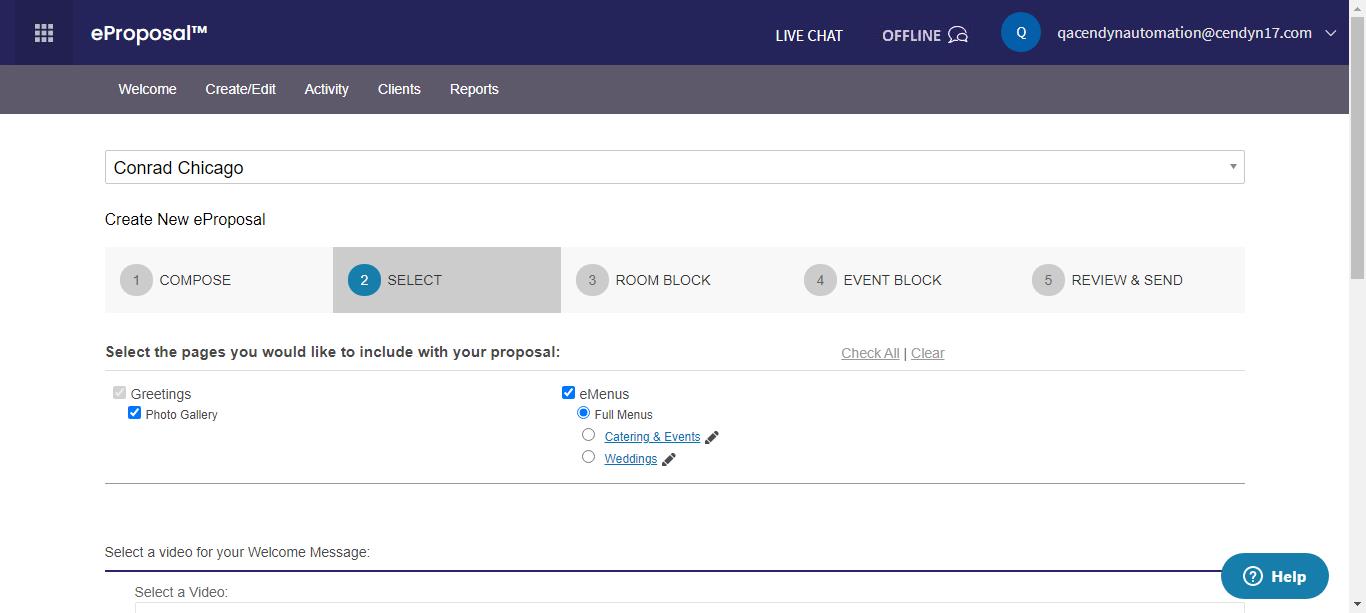 eProposal™
LIVE CHAT
OFFLINE
Q
qacendynautomation@cendyn17.com
Welcome
Create/Edit
Activity
Clients
Reports
Conrad Chicago
Create New eProposal
1 COMPOSE
2 SELECT
3 ROOM BLOCK
4 EVENT BLOCK
5 REVIEW & SEND
Select the pages you would like to include with your proposal:
Check All | Clear
Greetings
Photo Gallery
eMenus
Full Menus
Catering & Events
Weddings
Select a video for your Welcome Message:
Select a Video:
? Help